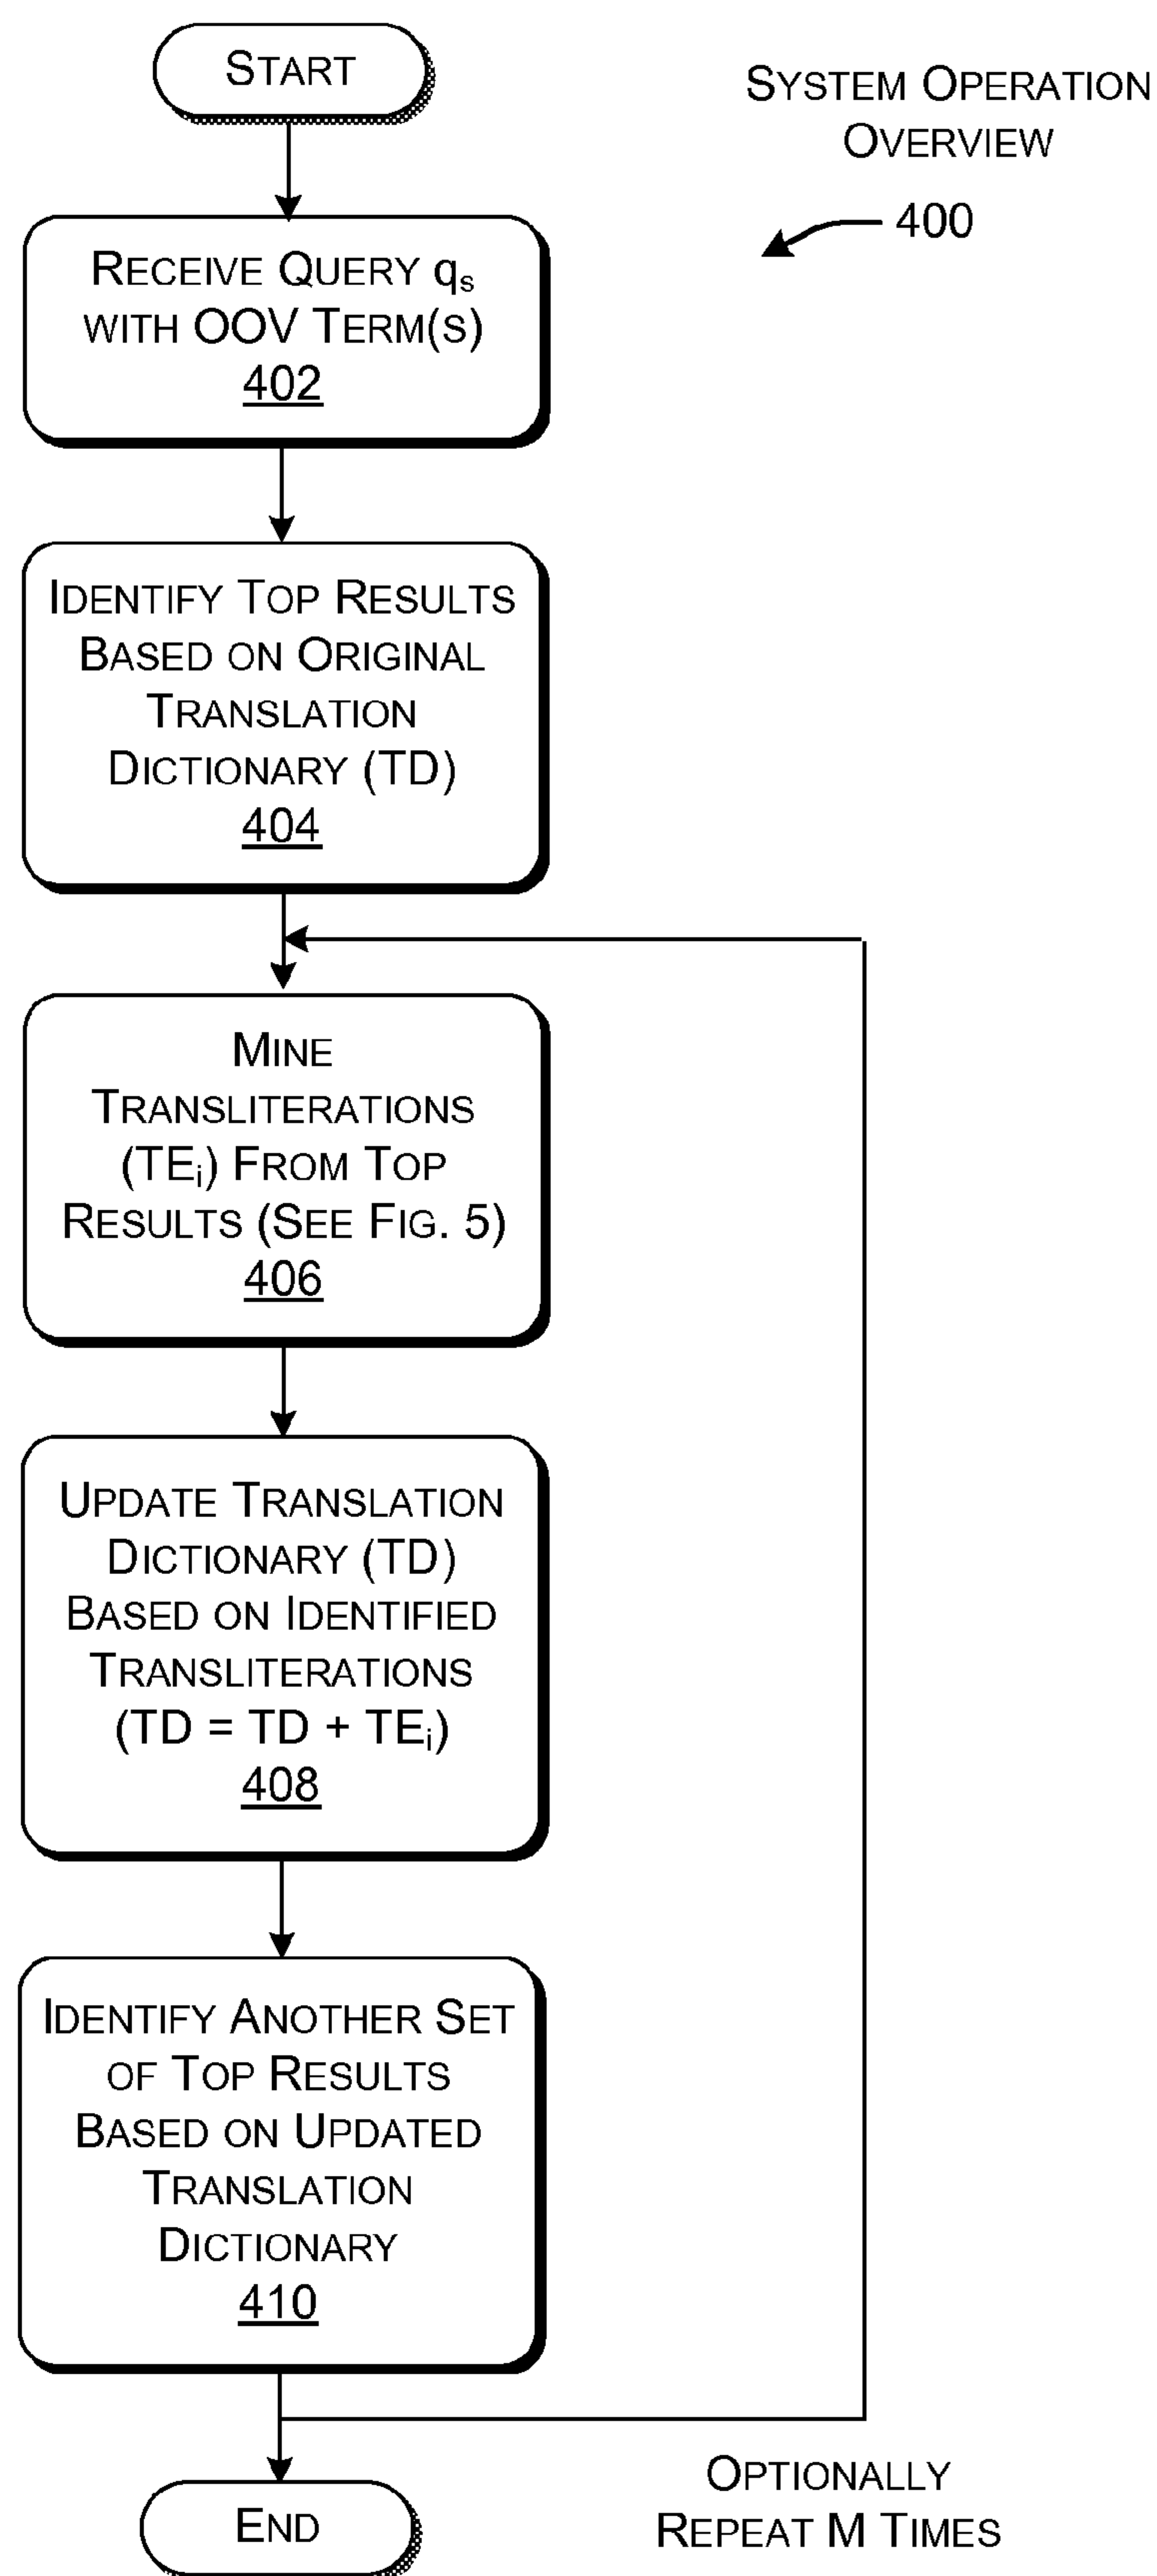 START
SYSTEM OPERATION
OVERVIEW
400
RECEIVE QUERY qs
WITH OOV TERM(S)
402
IDENTIFY TOP RESULTS
BASED ON ORIGINAL
TRANSLATION
DICTIONARY (TD)
404
MINE
TRANSLITERATIONS
(TEi) FROM TOP
RESULTS (SEE FIG. 5)
406
UPDATE TRANSLATION
DICTIONARY (TD)
BASED ON IDENTIFIED
TRANSLITERATIONS
(TD = TD + TEi)
408
IDENTIFY ANOTHER SET
OF TOP RESULTS
BASED ON UPDATED
TRANSLATION
DICTIONARY
410
OPTIONALLY
REPEAT M TIMES
END